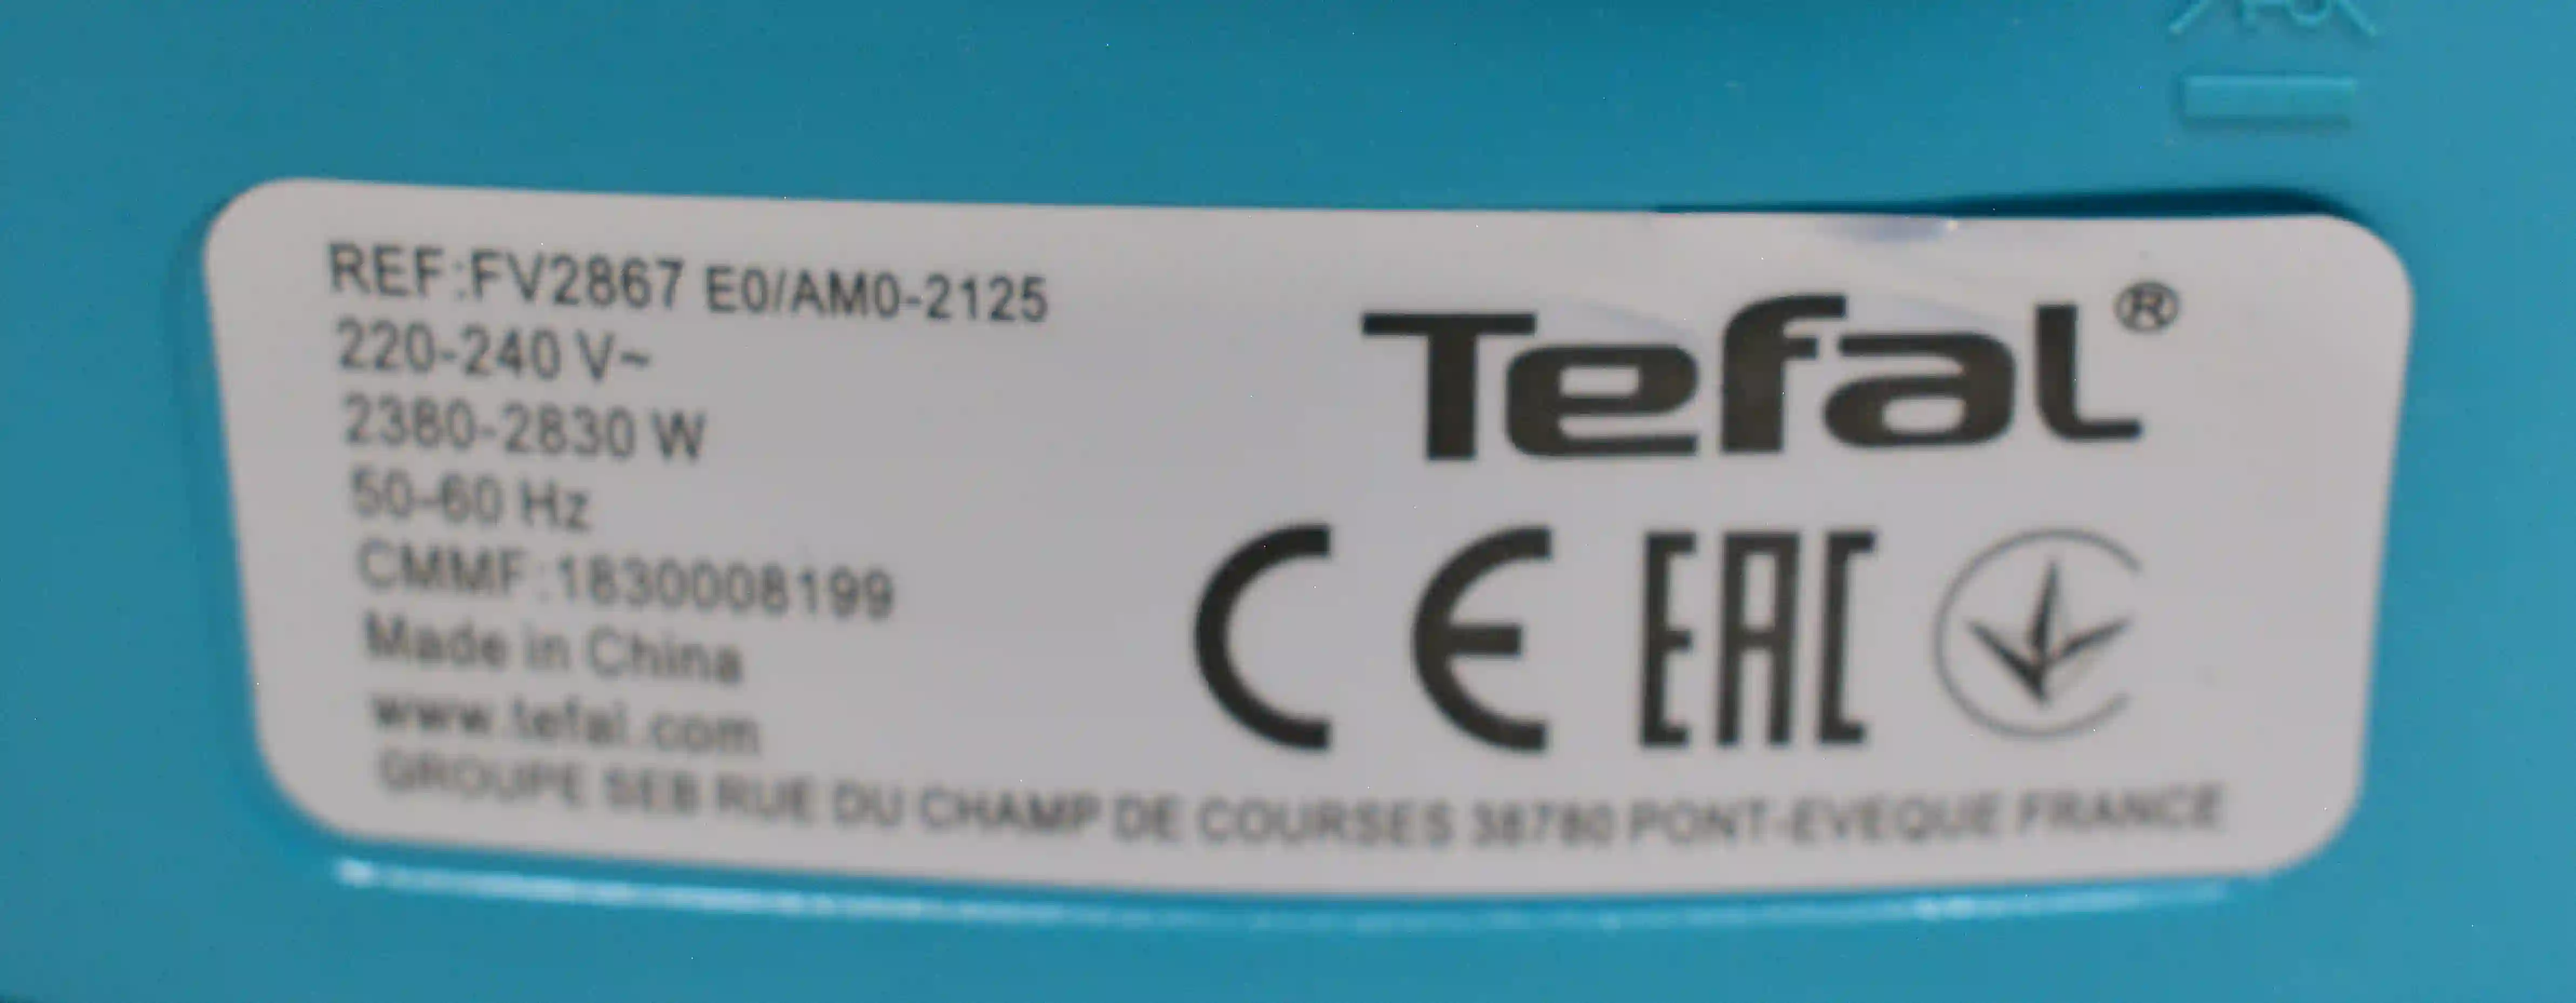 REF:FV2867 E0/AM0-2125
220-240 V~
2380-2830 W
50-60 Hz
CMMF:1830008199
Made in China
www.tefal.com
GROUPE SEB RUE DU CHAMP DE COURSES 38780 PONT-EVEQUE FRANCE
Tefal®
CE EAC